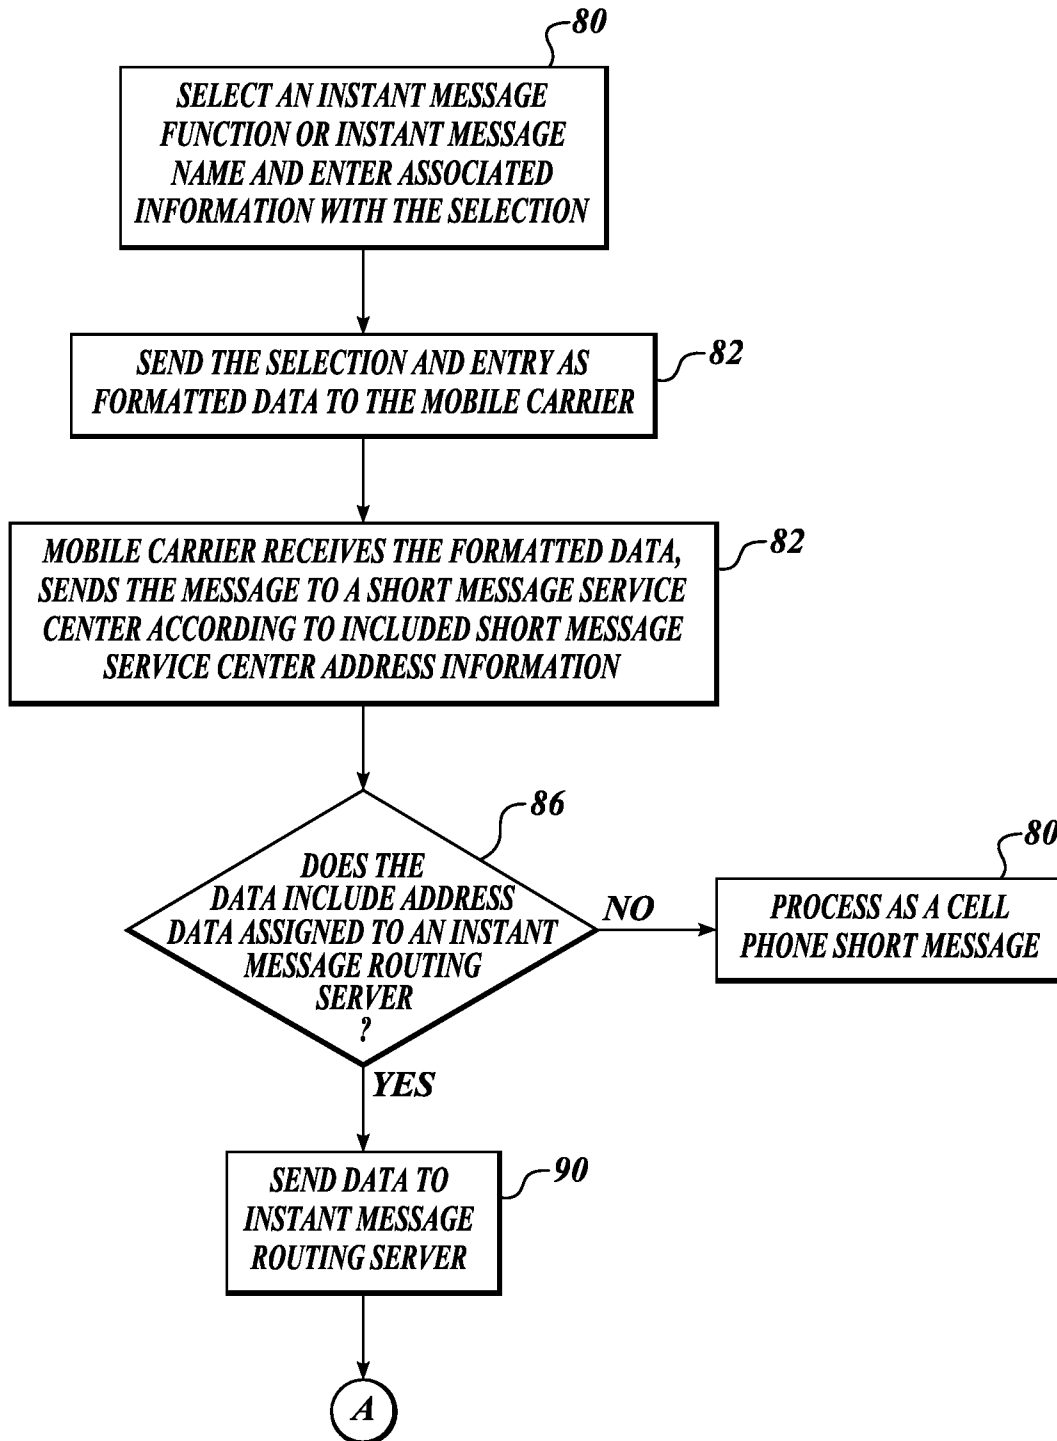 80
SELECT AN INSTANT MESSAGE
FUNCTION OR INSTANT MESSAGE
NAME AND ENTER ASSOCIATED
INFORMATION WITH THE SELECTION
82
SEND THE SELECTION AND ENTRY AS
FORMATTED DATA TO THE MOBILE CARRIER
82
MOBILE CARRIER RECEIVES THE FORMATTED DATA,
SENDS THE MESSAGE TO A SHORT MESSAGE SERVICE
CENTER ACCORDING TO INCLUDED SHORT MESSAGE
SERVICE CENTER ADDRESS INFORMATION
86
DOES THE
DATA INCLUDE ADDRESS
DATA ASSIGNED TO AN INSTANT
MESSAGE ROUTING
SERVER
?
NO
80
PROCESS AS A CELL
PHONE SHORT MESSAGE
YES
90
SEND DATA TO
INSTANT MESSAGE
ROUTING SERVER
A